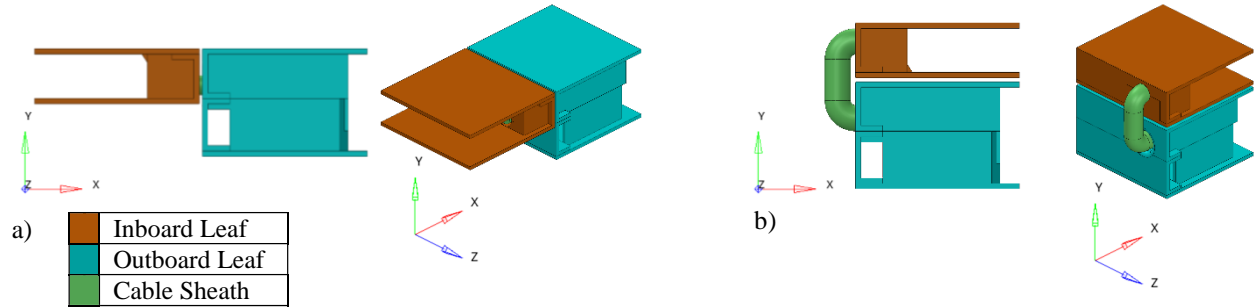 Y
Z
X
Y
X
Z
a)
Inboard Leaf
Outboard Leaf
Cable Sheath
Y
Z
X
b)
Y
X
Z